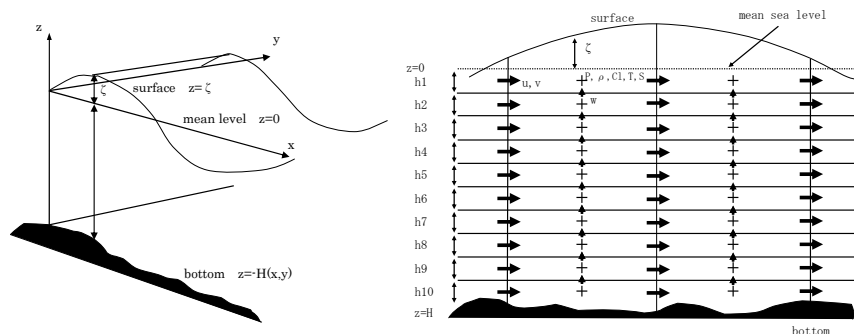 z
y
ζ
surface z=ζ
mean level z=0
x
bottom z=-H(x,y)
surface
mean sea level
ζ
z=0
h1
u, v
P, ρ, Cl, T, S
h2
w
h3
h4
h5
h6
h7
h8
h9
h10
z=H
bottom